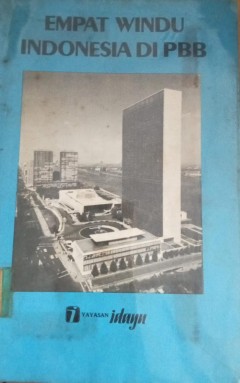 EMPAT WINDU
INDONESIA DI PBB
YAYASAN idayu